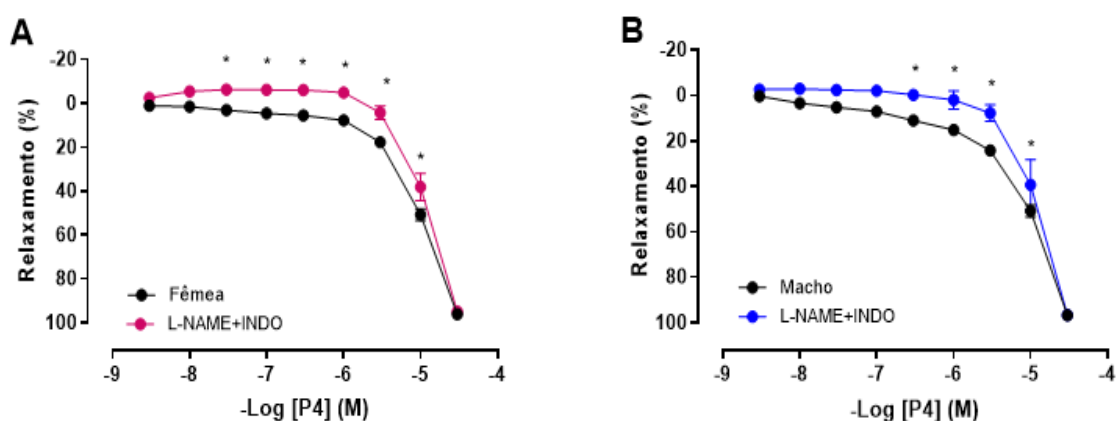 A
-20
0
20
40
60
80
100
Relaxamento (%)
* * * * * *
Fêmea
L-NAME+INDO
-9 -8 -7 -6 -5 -4
-Log [P4] (M)
B
-20
0
20
40
60
80
100
Relaxamento (%)
* * * *
Macho
L-NAME+INDO
-9 -8 -7 -6 -5 -4
-Log [P4] (M)